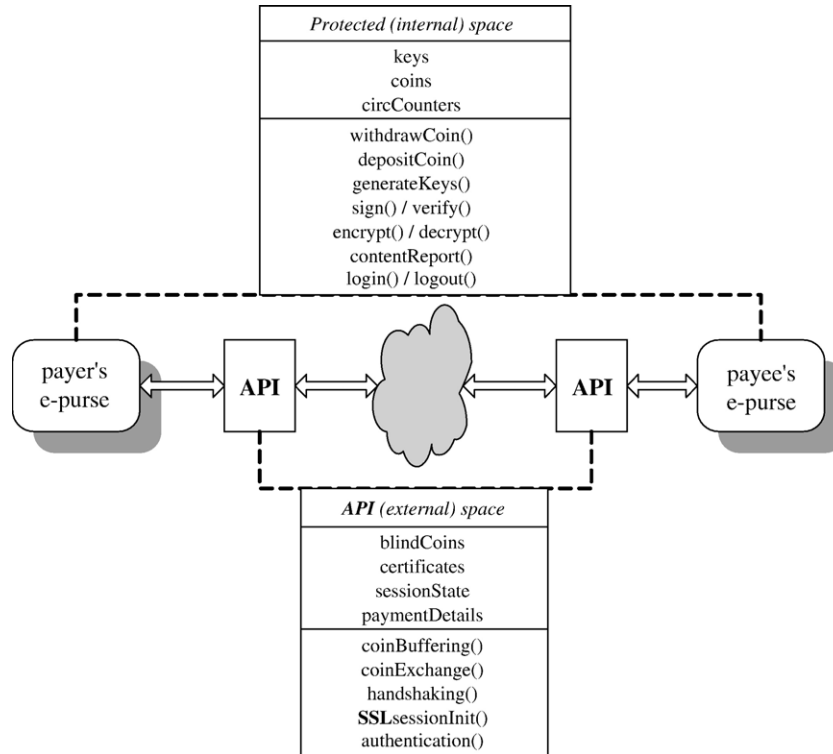 Protected (internal) space
keys
coins
circCounters
withdrawCoin()
depositCoin()
generateKeys()
sign() / verify()
encrypt() / decrypt()
contentReport()
login() / logout()
payer's
e-purse
API
API
payee's
e-purse
API (external) space
blindCoins
certificates
sessionState
paymentDetails
coinBuffering()
coinExchange()
handshaking()
SSLsessionInit()
authentication()